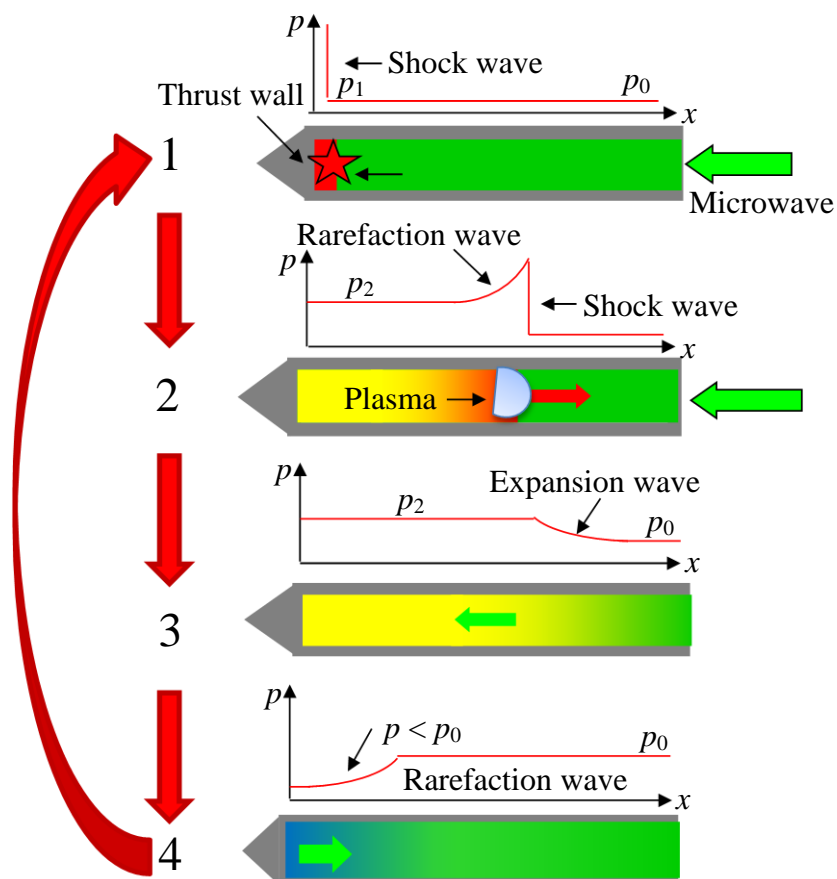 p
Shock wave
p₁
p₀
Thrust wall
x
1
Microwave
Rarefaction wave
p
p₂
Shock wave
x
2
Plasma
p
Expansion wave
p₂
p₀
x
3
p
p < p₀
p₀
Rarefaction wave
x
4